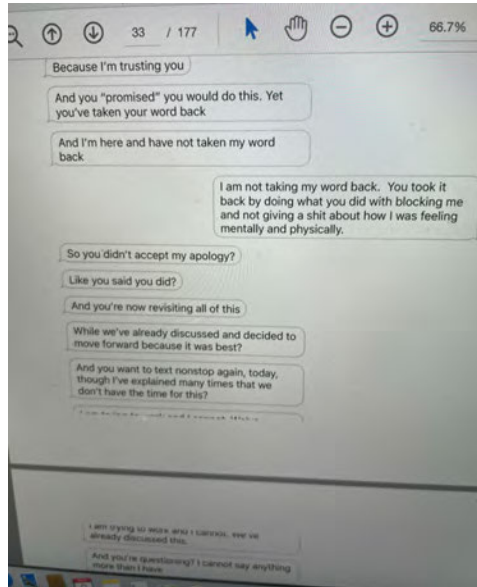 33 / 177
66.7%
Because I'm trusting you
And you "promised" you would do this. Yet
you've taken your word back
And I'm here and have not taken my word
back
I am not taking my word back. You took it
back by doing what you did with blocking me
and not giving a shit about how I was feeling
mentally and physically.
So you didn't accept my apology?
Like you said you did?
And you're now revisiting all of this
While we've already discussed and decided to
move forward because it was best?
And you want to text nonstop again, today,
though I've explained many times that we
don't have the time for this?
I am trying to work and I cannot. We've
already discussed this.
And you're questioning? I cannot say anything
more than I have